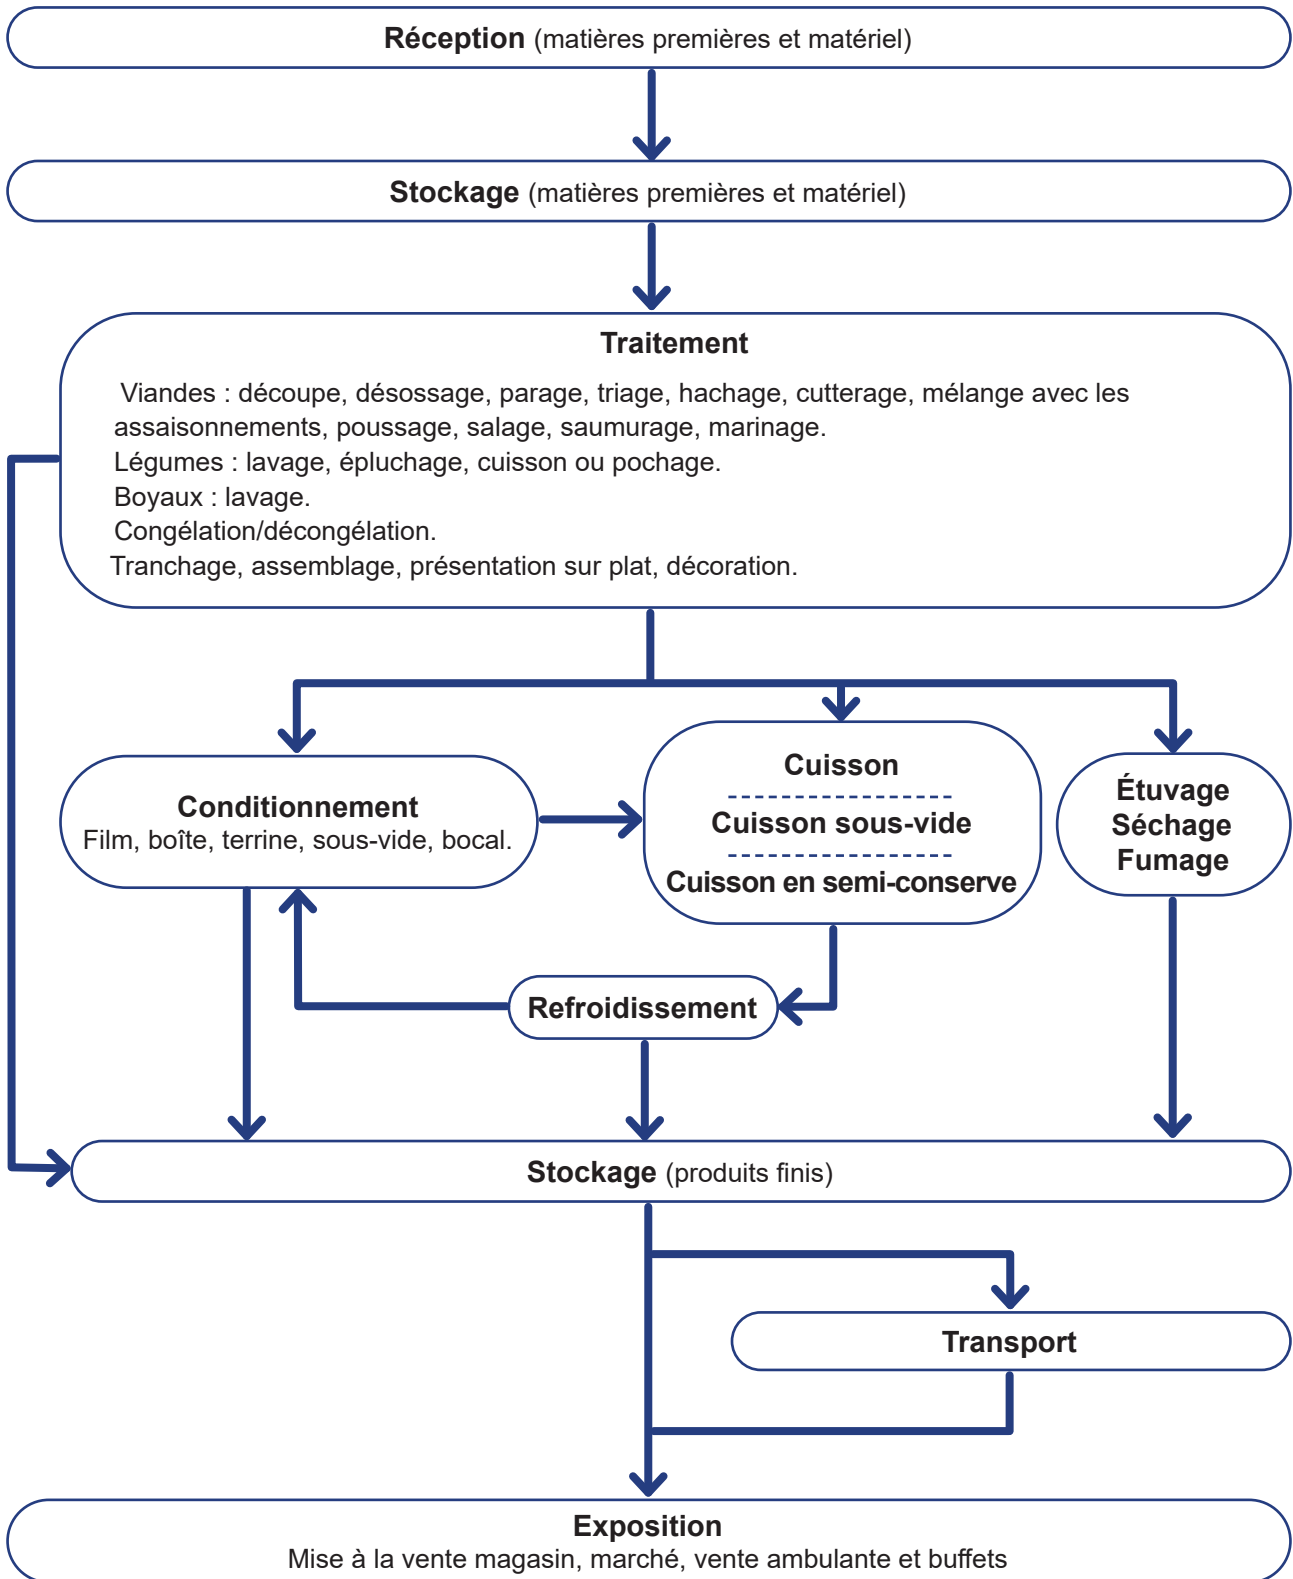 Réception (matières premières et matériel)
Stockage (matières premières et matériel)
Traitement
Viandes : découpe, désossage, parage, triage, hachage, cutterage, mélange avec les
assaisonnements, poussage, salage, saumurage, marinage.
Légumes : lavage, épluchage, cuisson ou pochage.
Boyaux : lavage.
Congélation/décongélation.
Tranchage, assemblage, présentation sur plat, décoration.
Conditionnement
Film, boîte, terrine, sous-vide, bocal.
Cuisson
Cuisson sous-vide
Cuisson en semi-conserve
Étuvage
Séchage
Fumage
Refroidissement
Stockage (produits finis)
Transport
Exposition
Mise à la vente magasin, marché, vente ambulante et buffets